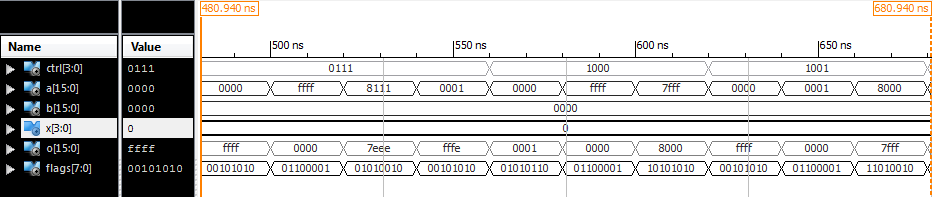 480.940 ns 680.940 ns
Name Value 500 ns 550 ns 600 ns 650 ns
ctrl[3:0] 0111 0111 1000 1001
a[15:0] 0000 0000 ffff 8111 0001 0000 ffff 7fff 0000 0001 8000
b[15:0] 0000 0000
x[3:0] 0 0
o[15:0] ffff ffff 0000 7eee fffe 0001 0000 8000 ffff 0000 7fff
flags[7:0] 00101010 00101010 01100001 01010010 00101010 01010110 01100001 10101010 00101010 01100001 11010010